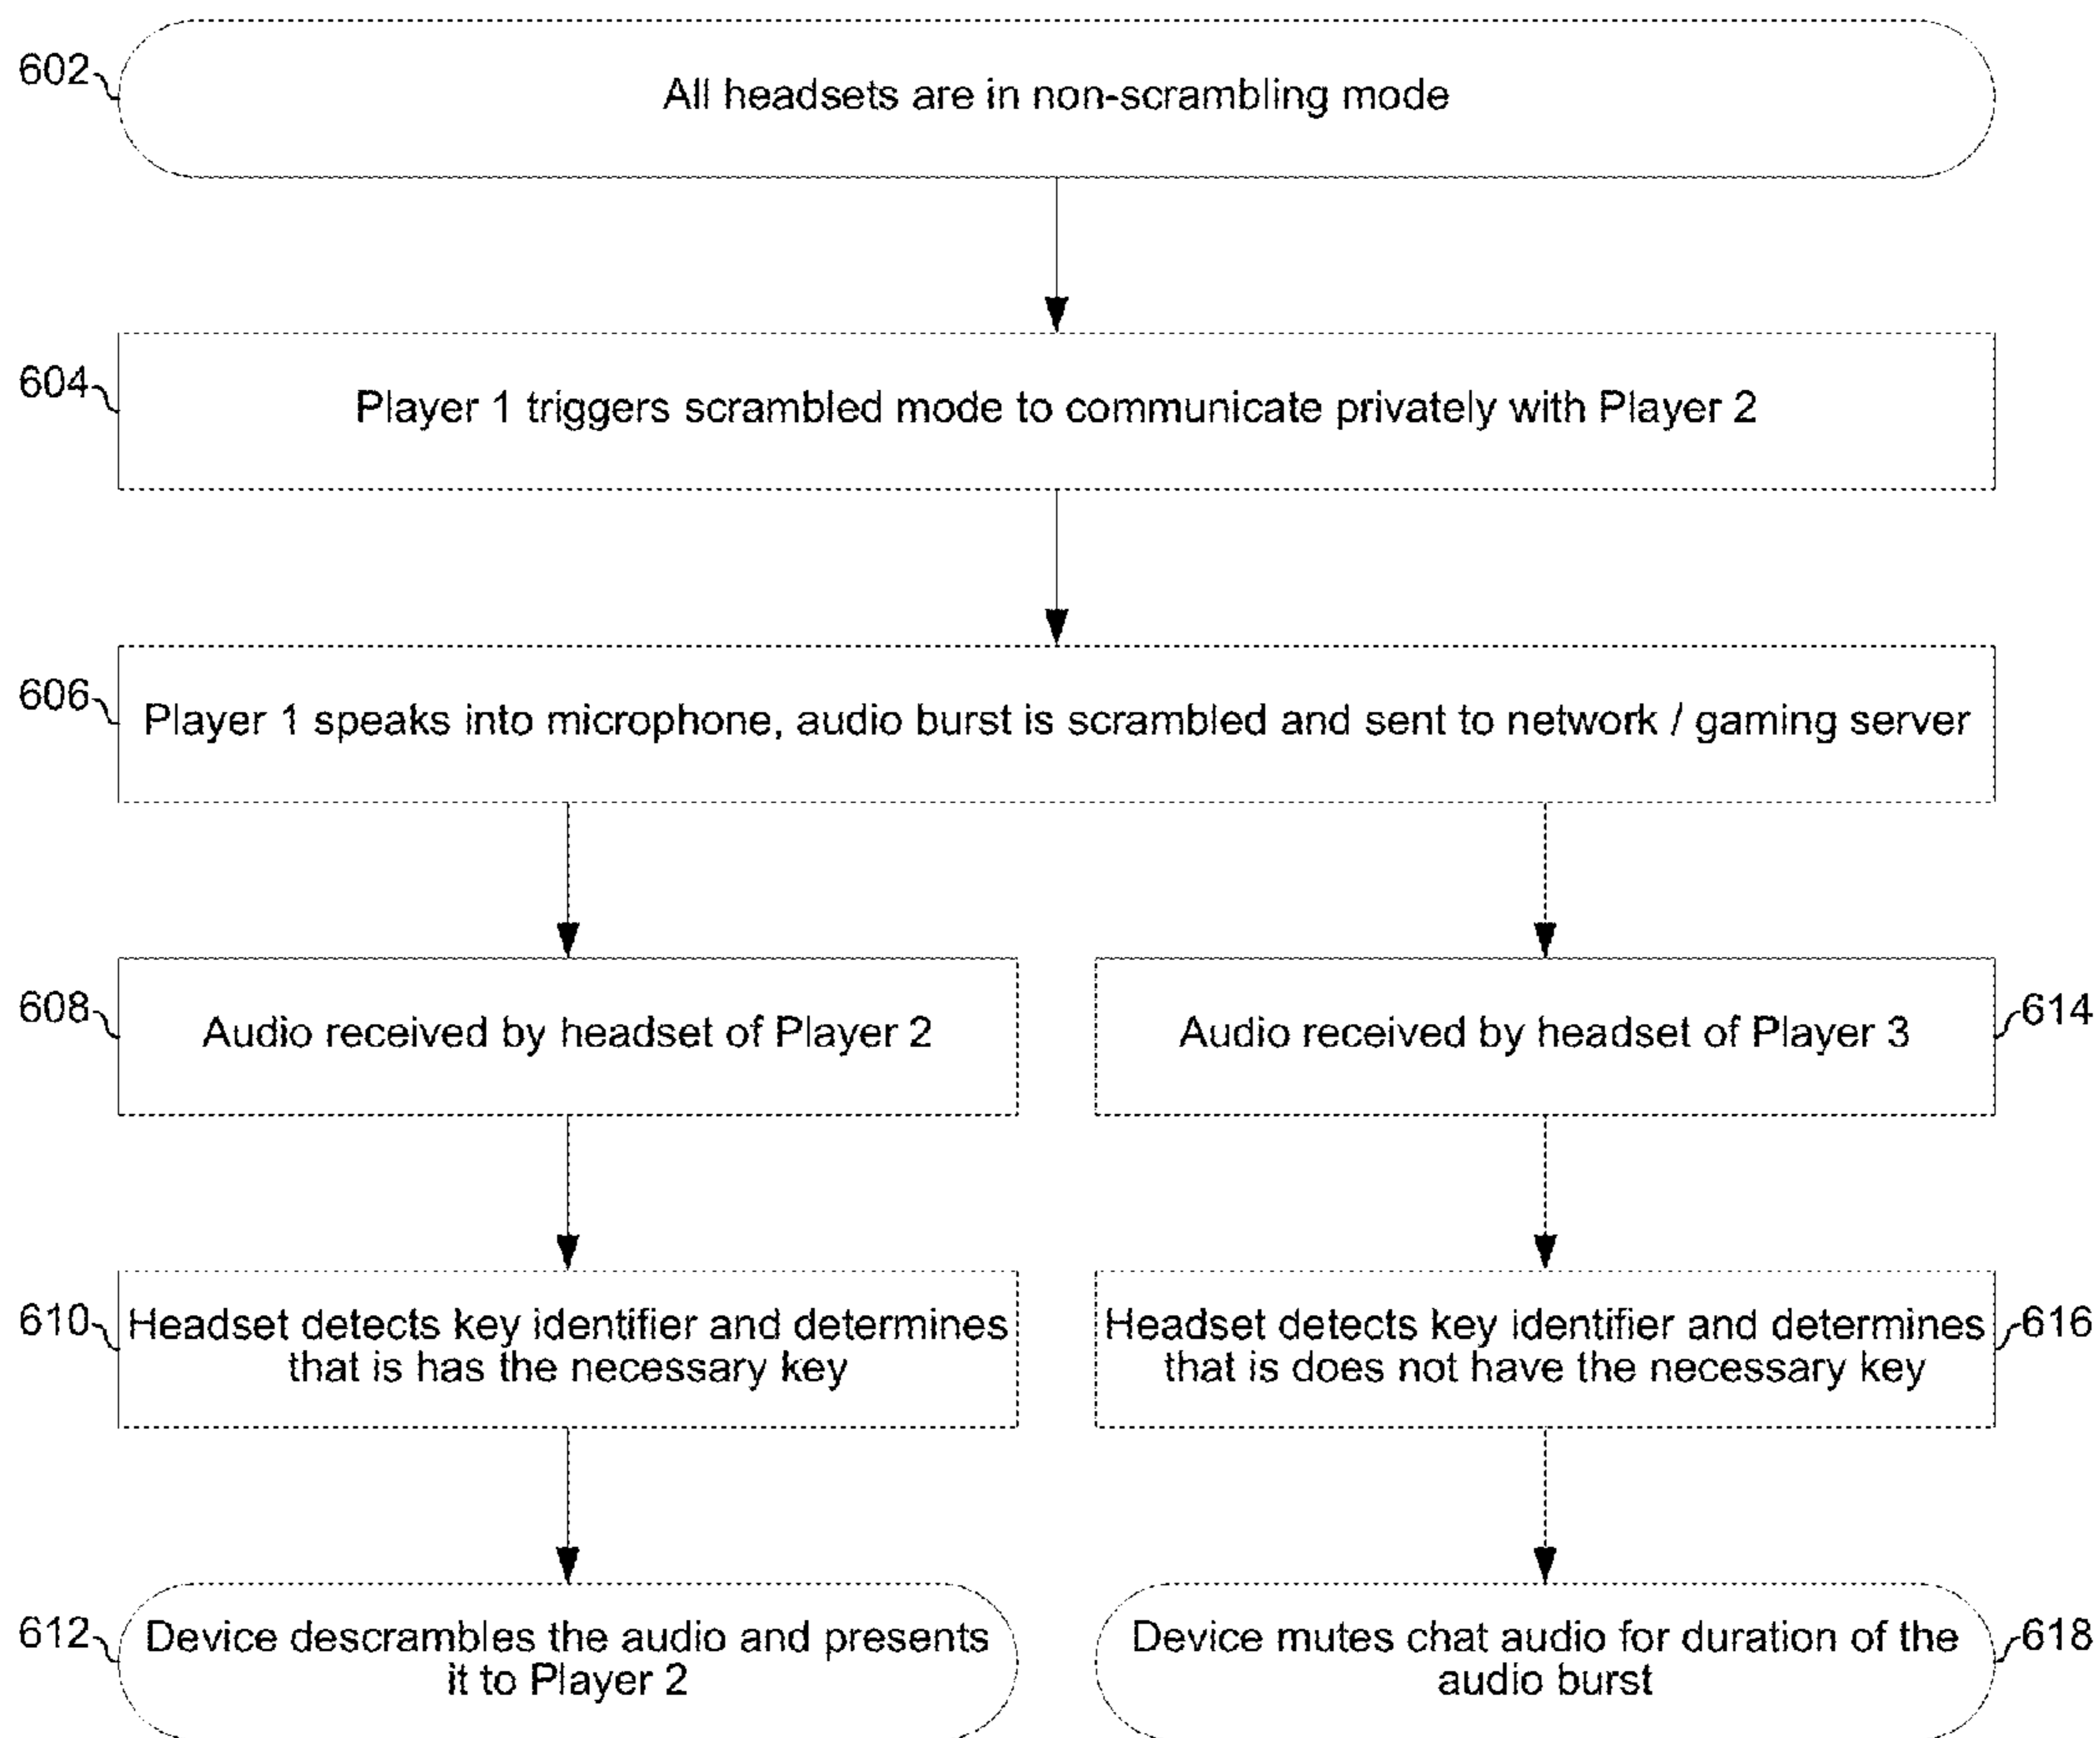 602
All headsets are in non-scrambling mode
604
Player 1 triggers scrambled mode to communicate privately with Player 2
606
Player 1 speaks into microphone, audio burst is scrambled and sent to network / gaming server
608
Audio received by headset of Player 2
Audio received by headset of Player 3
614
610
Headset detects key identifier and determines
that is has the necessary key
Headset detects key identifier and determines
that is does not have the necessary key
616
612
Device descrambles the audio and presents
it to Player 2
Device mutes chat audio for duration of the
audio burst
618